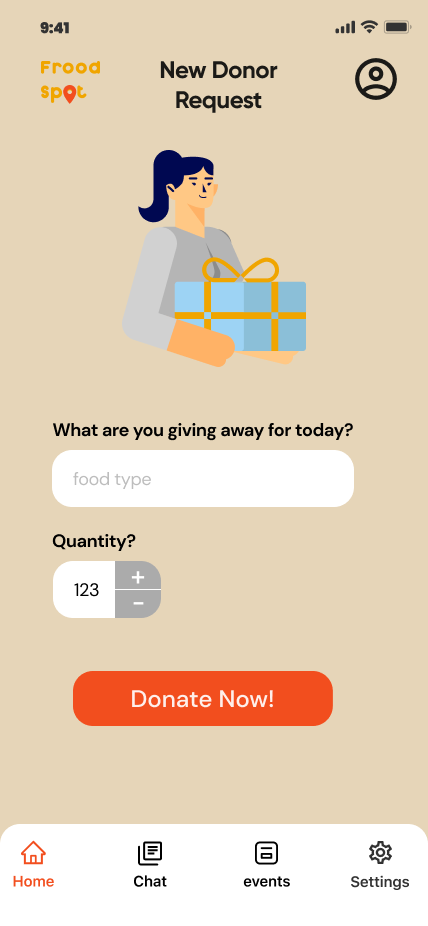 9:41
Frood
Spot
New Donor
Request
What are you giving away for today?
food type
Quantity?
123
+
−
Donate Now!
Home
Chat
events
Settings